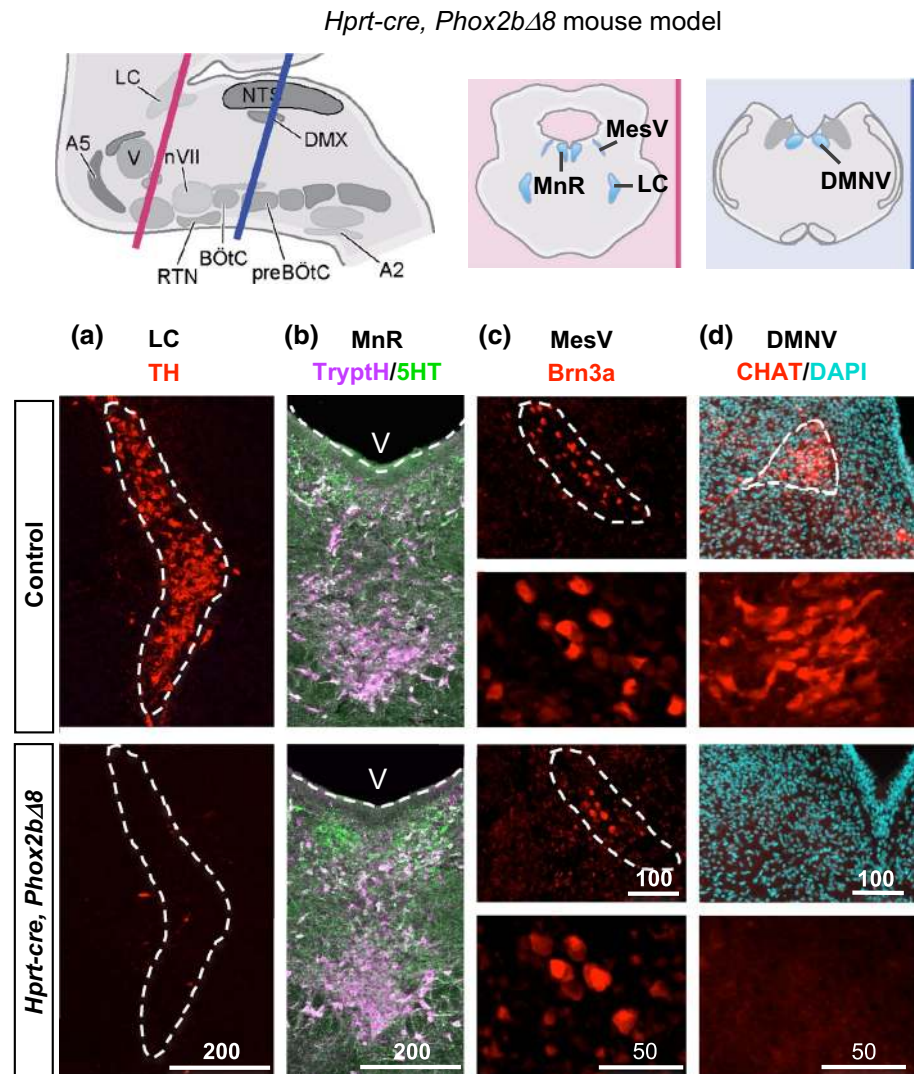 Hprt-cre, Phox2bΔ8 mouse model
LC
NTS
A5
V
nVII
DMX
RTN
BÖtC
preBÖtC
A2
MesV
MnR
LC
DMNV
(a) LC
TH
(b) MnR
TryptH/5HT
(c) MesV
Brn3a
(d) DMNV
CHAT/DAPI
Control
V
Hprt-cre, Phox2bΔ8
V
100
100
200
200
50
50